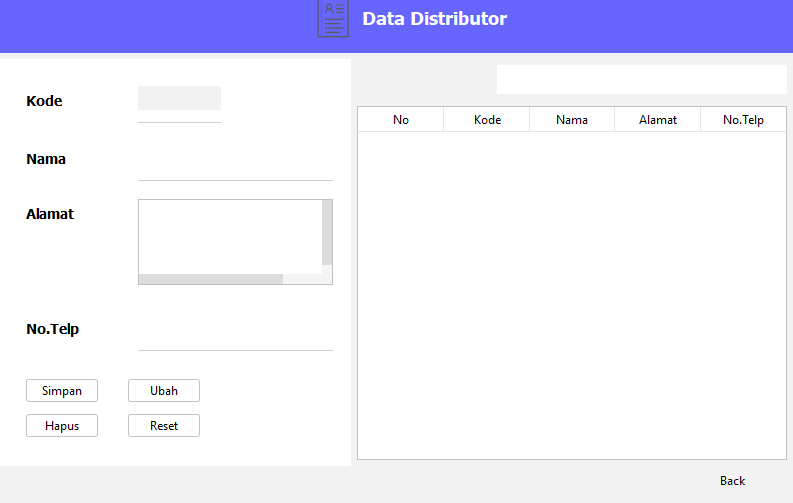 Data Distributor
Kode
Nama
Alamat
No.Telp
Simpan Ubah
Hapus Reset
No Kode Nama Alamat No.Telp
Back